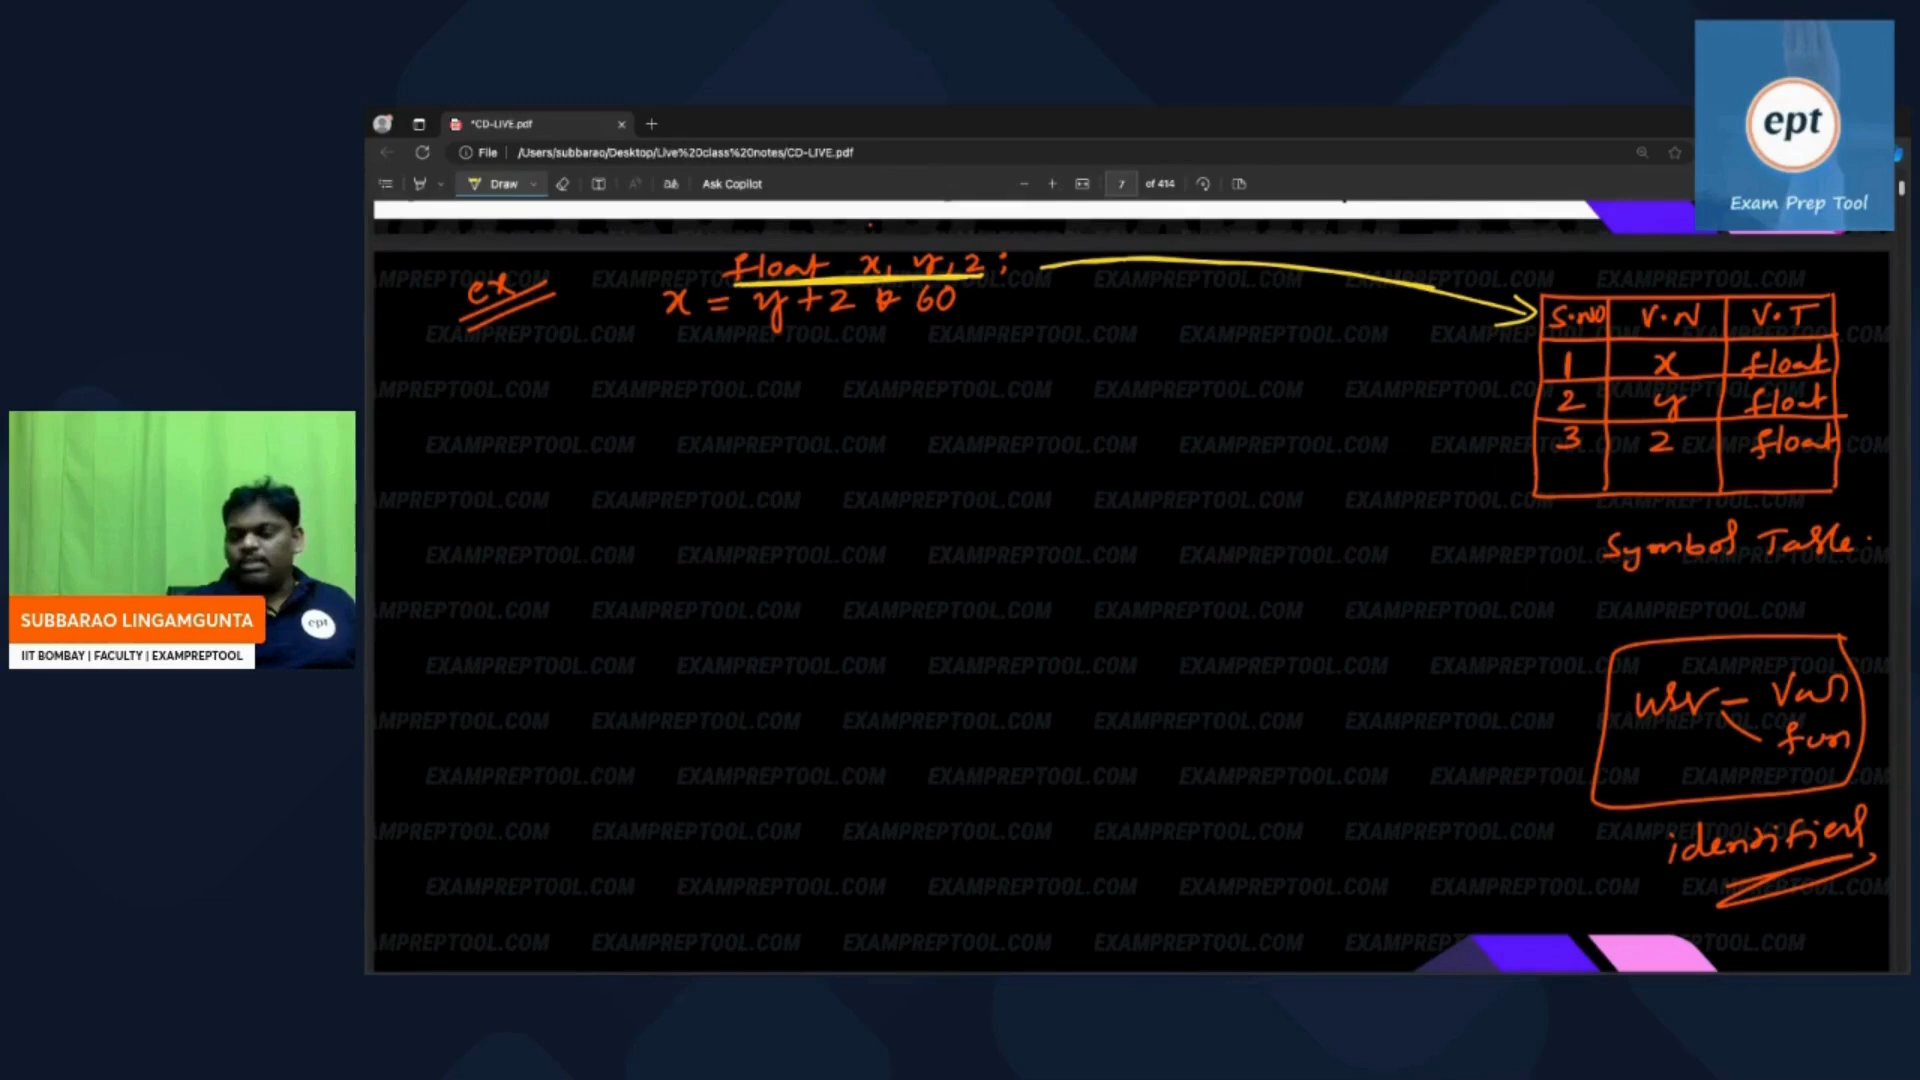 ept
Exam Prep Tool
*CD-LIVE.pdf
File | /Users/subbarao/Desktop/Live%20class%20notes/CD-LIVE.pdf
Draw
Ask Copilot
7 of 414
ex
float x, y, z;
x = y + z * 60
S.NO V.N V.T
1 x float
2 y float
3 z float
Symbol Table.
Var
fun
SUBBARAO LINGAMGUNTA
IIT BOMBAY | FACULTY | EXAMPREPTOOL
ept
EXAMPREPTOOL.COM